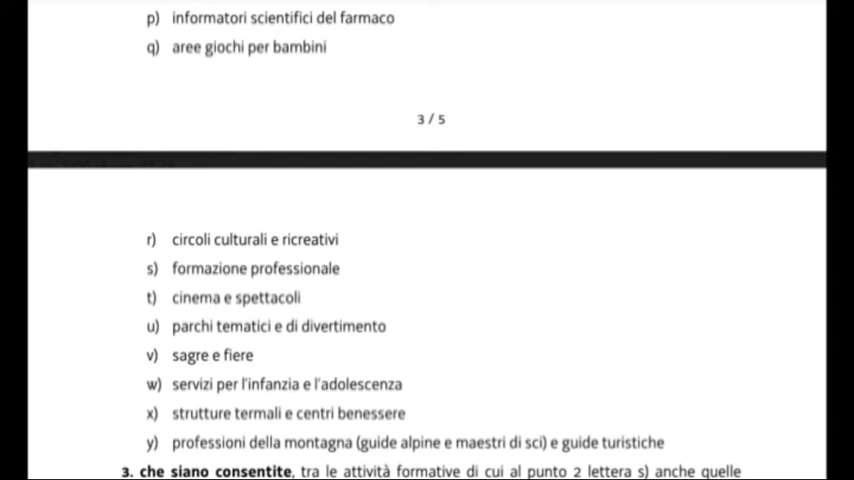 p) informatori scientifici del farmaco
q) aree giochi per bambini
3 / 5
r) circoli culturali e ricreativi
s) formazione professionale
t) cinema e spettacoli
u) parchi tematici e di divertimento
v) sagre e fiere
w) servizi per l'infanzia e l'adolescenza
x) strutture termali e centri benessere
y) professioni della montagna (guide alpine e maestri di sci) e guide turistiche
3. che siano consentite, tra le attività formative di cui al punto 2 lettera s) anche quelle